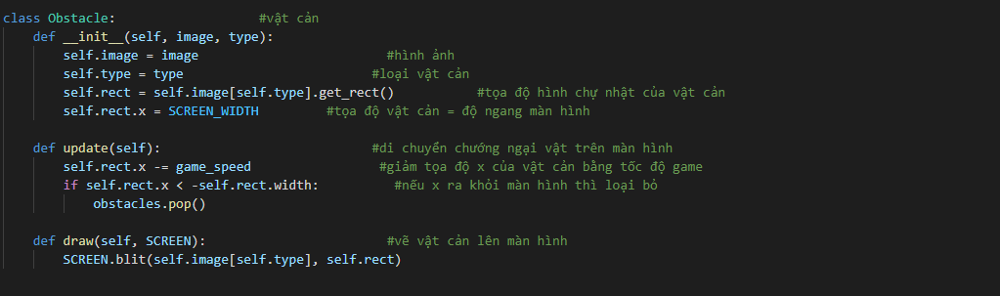 class Obstacle: #vật cản
def __init__(self, image, type):
self.image = image #hình ảnh
self.type = type #loại vật cản
self.rect = self.image[self.type].get_rect() #tọa độ hình chự nhật của vật cản
self.rect.x = SCREEN_WIDTH #tọa độ vật cản = độ ngang màn hình
def update(self): #di chuyển chướng ngại vật trên màn hình
self.rect.x -= game_speed #giảm tọa độ x của vật cản bằng tốc độ game
if self.rect.x < -self.rect.width: #nếu x ra khỏi màn hình thì loại bỏ
obstacles.pop()
def draw(self, SCREEN): #vẽ vật cản lên màn hình
SCREEN.blit(self.image[self.type], self.rect)